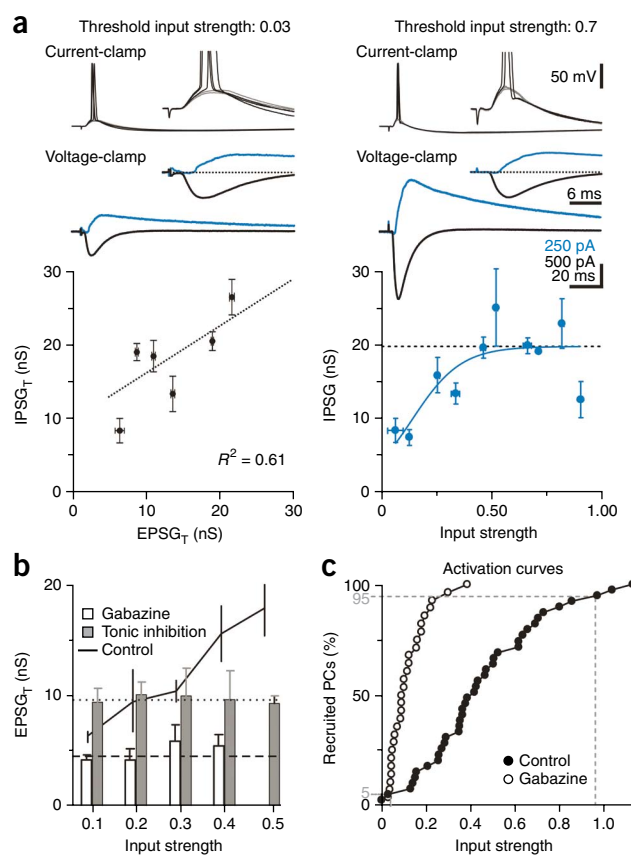 a
Threshold input strength: 0.03
Threshold input strength: 0.7
Current-clamp
Current-clamp
50 mV
Voltage-clamp
Voltage-clamp
6 ms
250 pA
500 pA
20 ms
30
20
10
0
IPSG_T (nS)
R² = 0.61
0 10 20 30
EPSG_T (nS)
30
20
10
0
IPSG (nS)
0 0.50 1.00
Input strength
b
20
10
0
EPSG_T (nS)
Gabazine
Tonic inhibition
Control
0.1 0.2 0.3 0.4 0.5
Input strength
c
Activation curves
100
95
50
5
0
Recruited PCs (%)
Control
Gabazine
0 0.2 0.4 0.6 0.8 1.0
Input strength